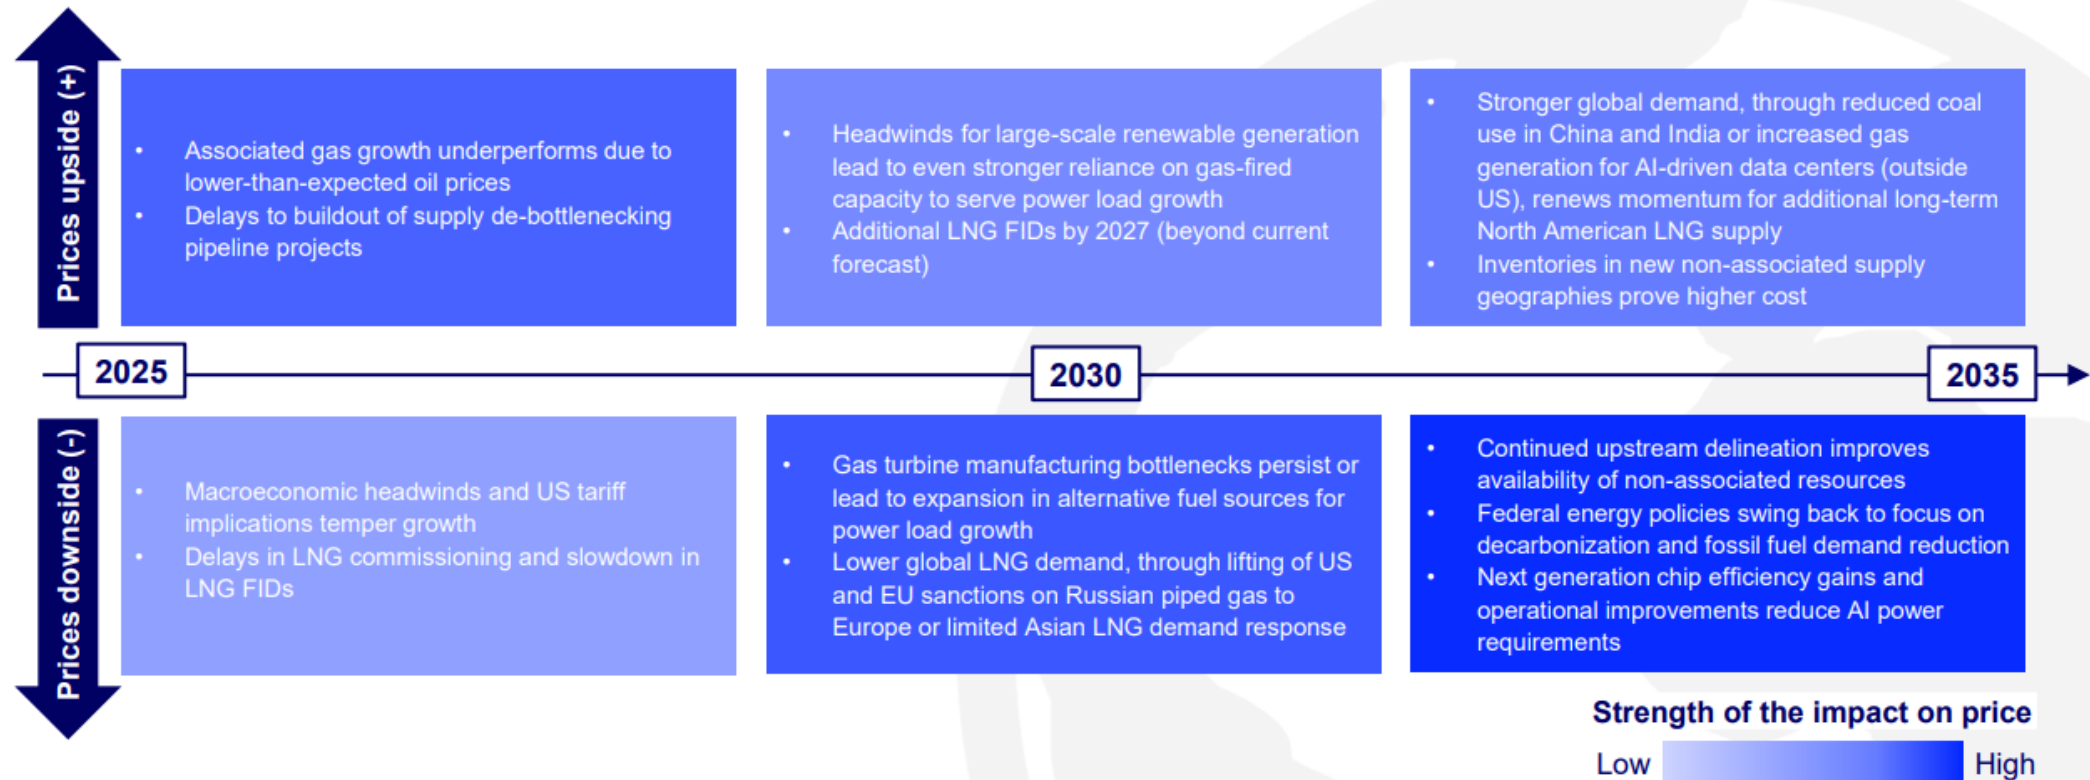 Prices upside (+)
• Associated gas growth underperforms due to
lower-than-expected oil prices
• Delays to buildout of supply de-bottlenecking
pipeline projects
• Headwinds for large-scale renewable generation
lead to even stronger reliance on gas-fired
capacity to serve power load growth
• Additional LNG FIDs by 2027 (beyond current
forecast)
• Stronger global demand, through reduced coal
use in China and India or increased gas
generation for AI-driven data centers (outside
US), renews momentum for additional long-term
North American LNG supply
• Inventories in new non-associated supply
geographies prove higher cost
2025
2030
2035
Prices downside (-)
• Macroeconomic headwinds and US tariff
implications temper growth
• Delays in LNG commissioning and slowdown in
LNG FIDs
• Gas turbine manufacturing bottlenecks persist or
lead to expansion in alternative fuel sources for
power load growth
• Lower global LNG demand, through lifting of US
and EU sanctions on Russian piped gas to
Europe or limited Asian LNG demand response
• Continued upstream delineation improves
availability of non-associated resources
• Federal energy policies swing back to focus on
decarbonization and fossil fuel demand reduction
• Next generation chip efficiency gains and
operational improvements reduce AI power
requirements
Strength of the impact on price
Low
High